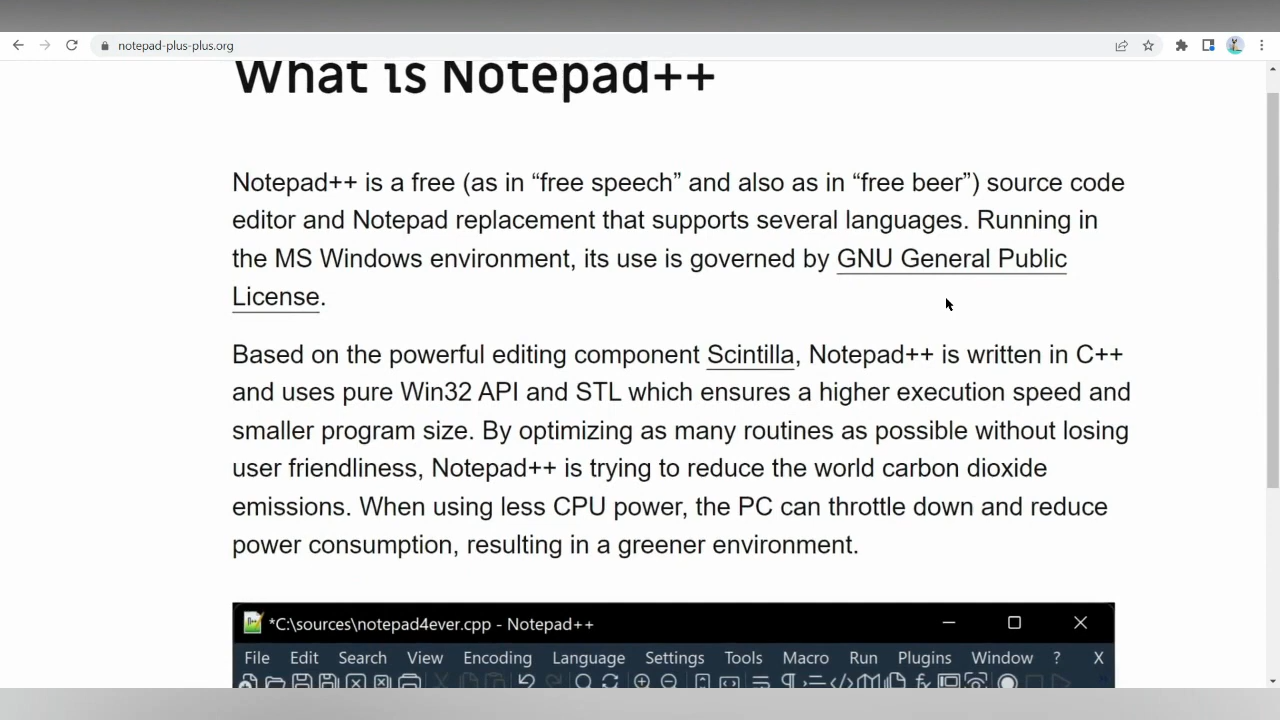 notepad-plus-plus.org
What is Notepad++
Notepad++ is a free (as in “free speech” and also as in “free beer”) source code
editor and Notepad replacement that supports several languages. Running in
the MS Windows environment, its use is governed by GNU General Public
License.
Based on the powerful editing component Scintilla, Notepad++ is written in C++
and uses pure Win32 API and STL which ensures a higher execution speed and
smaller program size. By optimizing as many routines as possible without losing
user friendliness, Notepad++ is trying to reduce the world carbon dioxide
emissions. When using less CPU power, the PC can throttle down and reduce
power consumption, resulting in a greener environment.
*C:\sources\notepad4ever.cpp - Notepad++
File Edit Search View Encoding Language Settings Tools Macro Run Plugins Window ? X